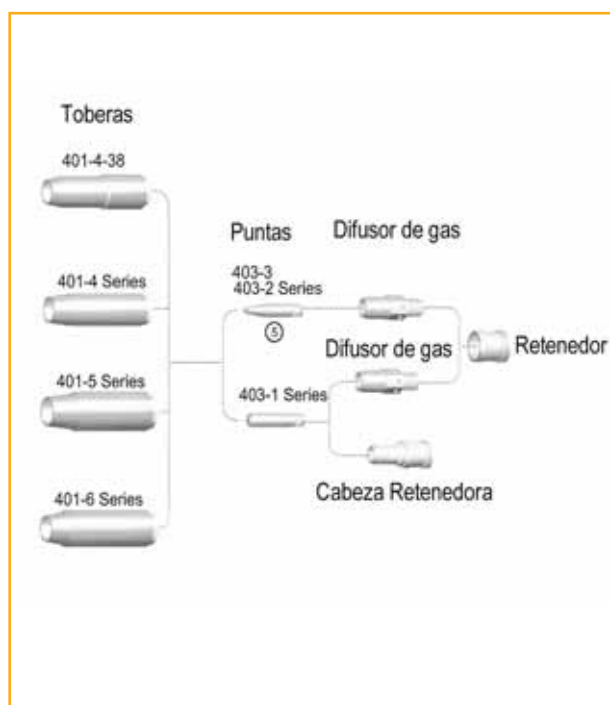 Toberas
401-4-38
401-4 Series
401-5 Series
401-6 Series
Puntas
403-3
403-2 Series
5
403-1 Series
Difusor de gas
Difusor de gas
Retenedor
Cabeza Retenedora